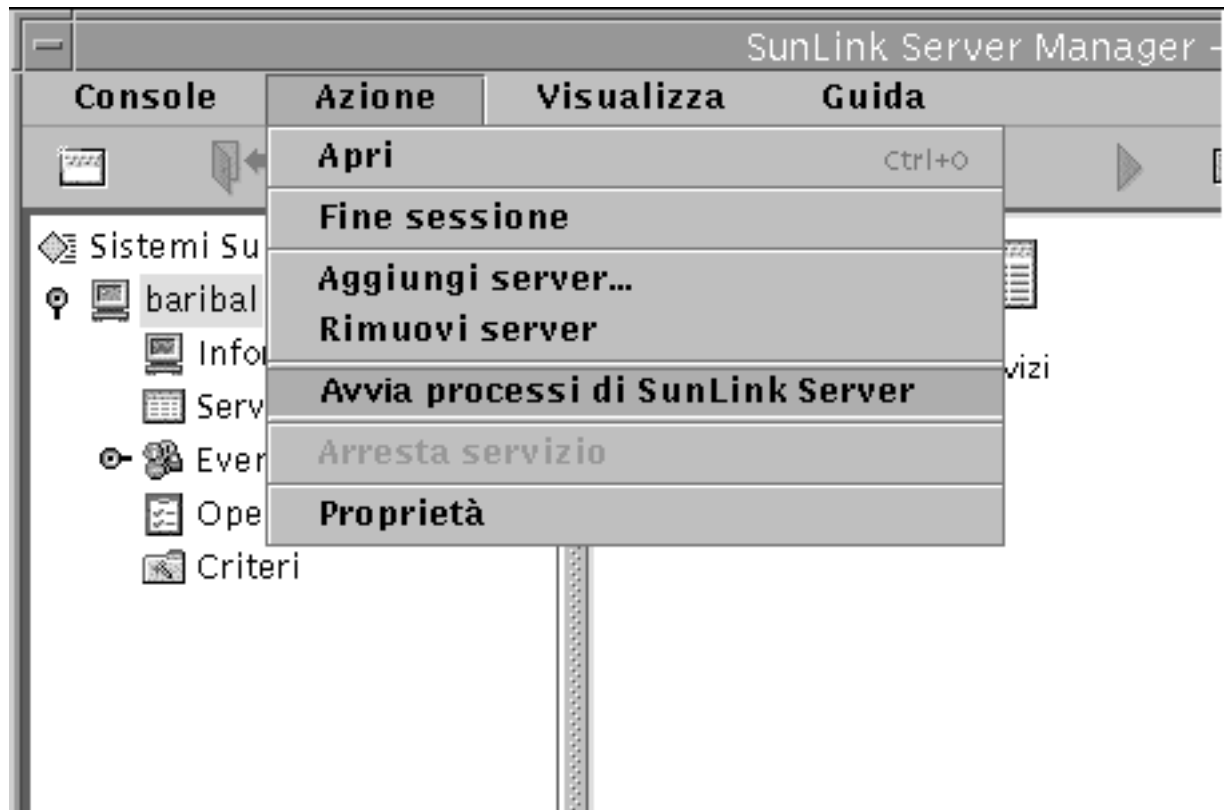 SunLink Server Manager -
Console Azione Visualizza Guida
Apri Ctrl+O
Fine sessione
Aggiungi server...
Rimuovi server
Avvia processi di SunLink Server
Arresta servizio
Proprietà
Sistemi Su
baribal
Infor
Serv
Ever
Ope
Criteri
vizi